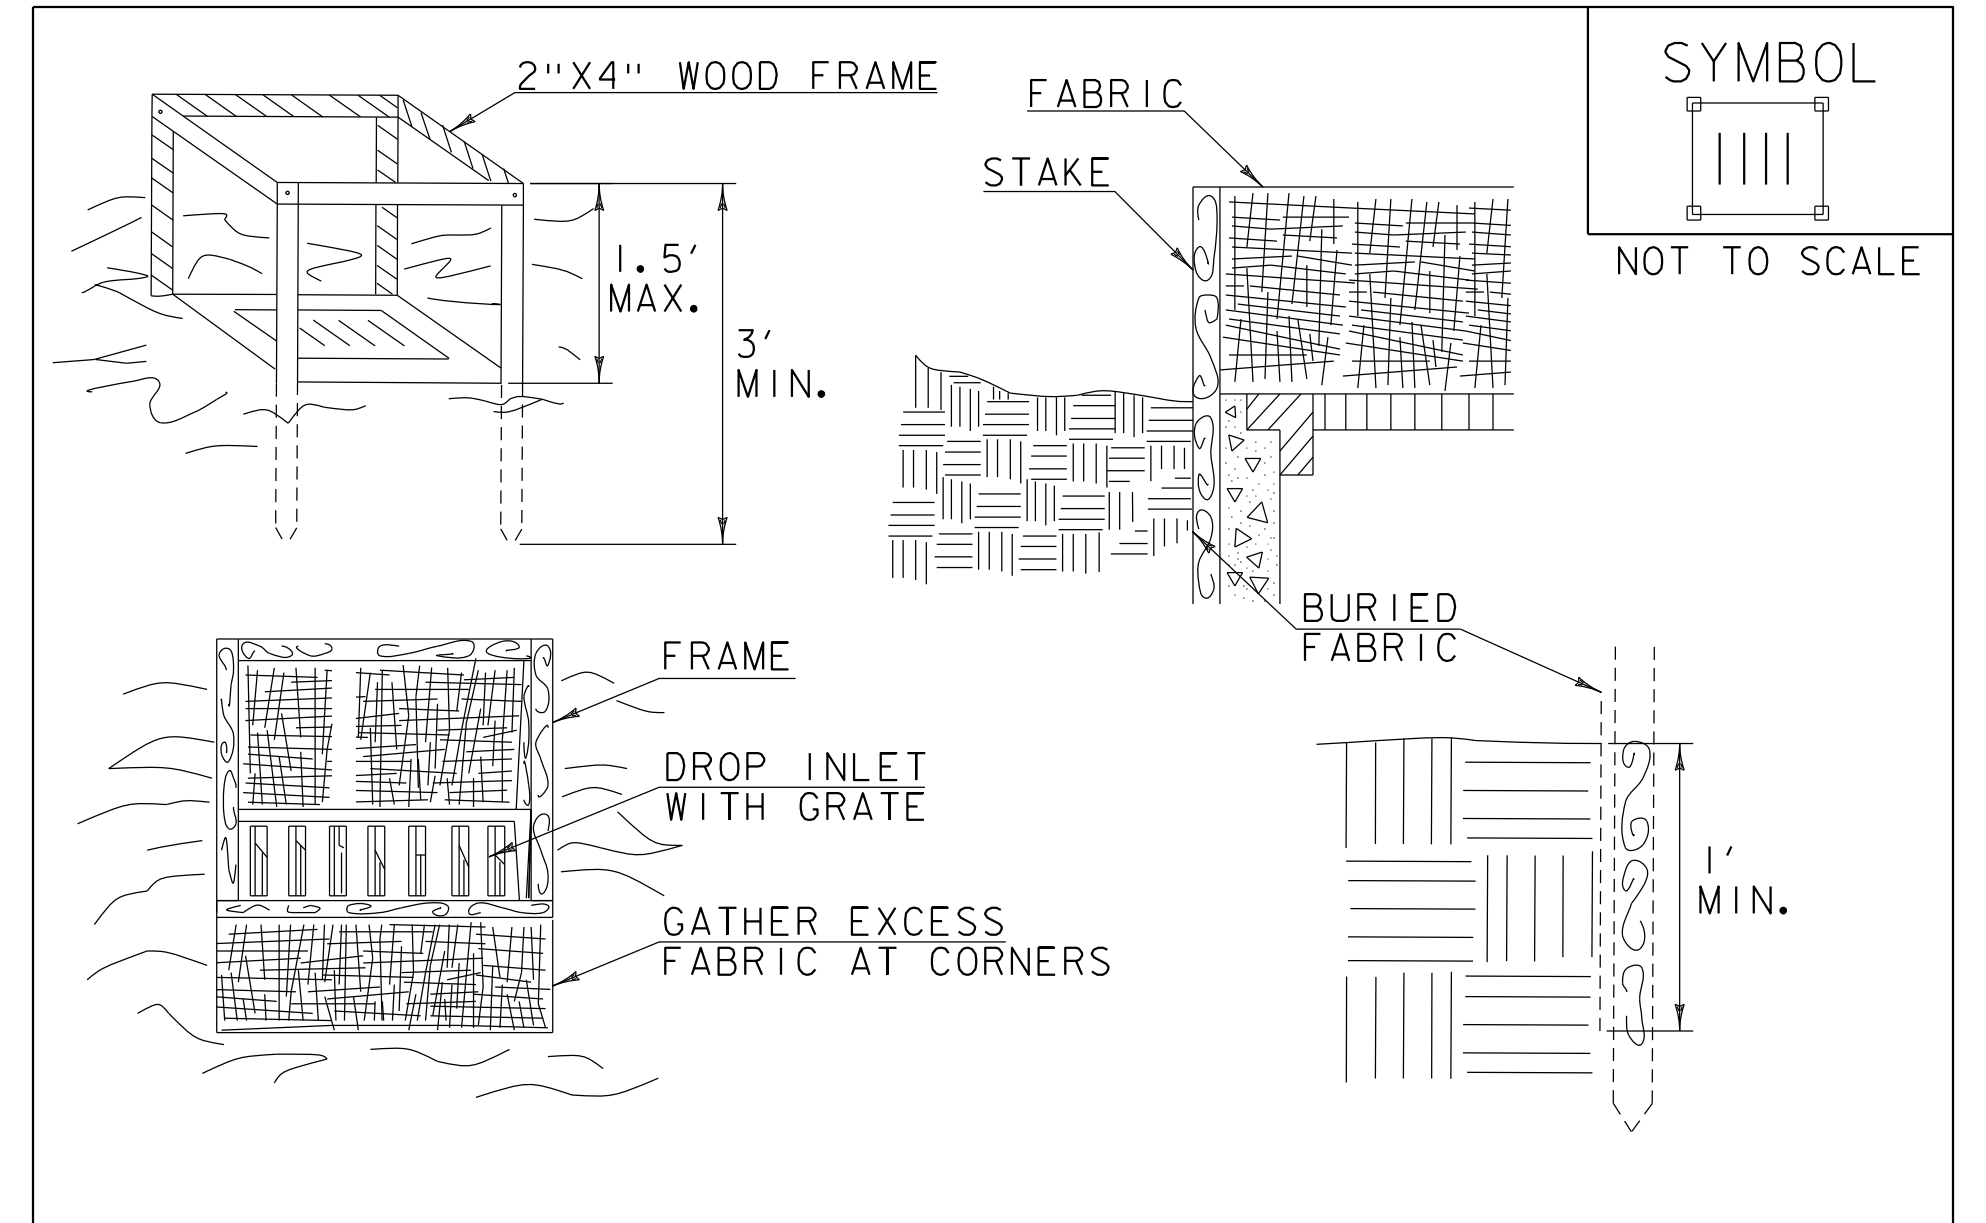 SYMBOL
NOT TO SCALE
2"X4" WOOD FRAME
1.5'
MAX.
3'
MIN.
FABRIC
STAKE
BURIED
FABRIC
FRAME
DROP INLET
WITH GRATE
GATHER EXCESS
FABRIC AT CORNERS
1'
MIN.